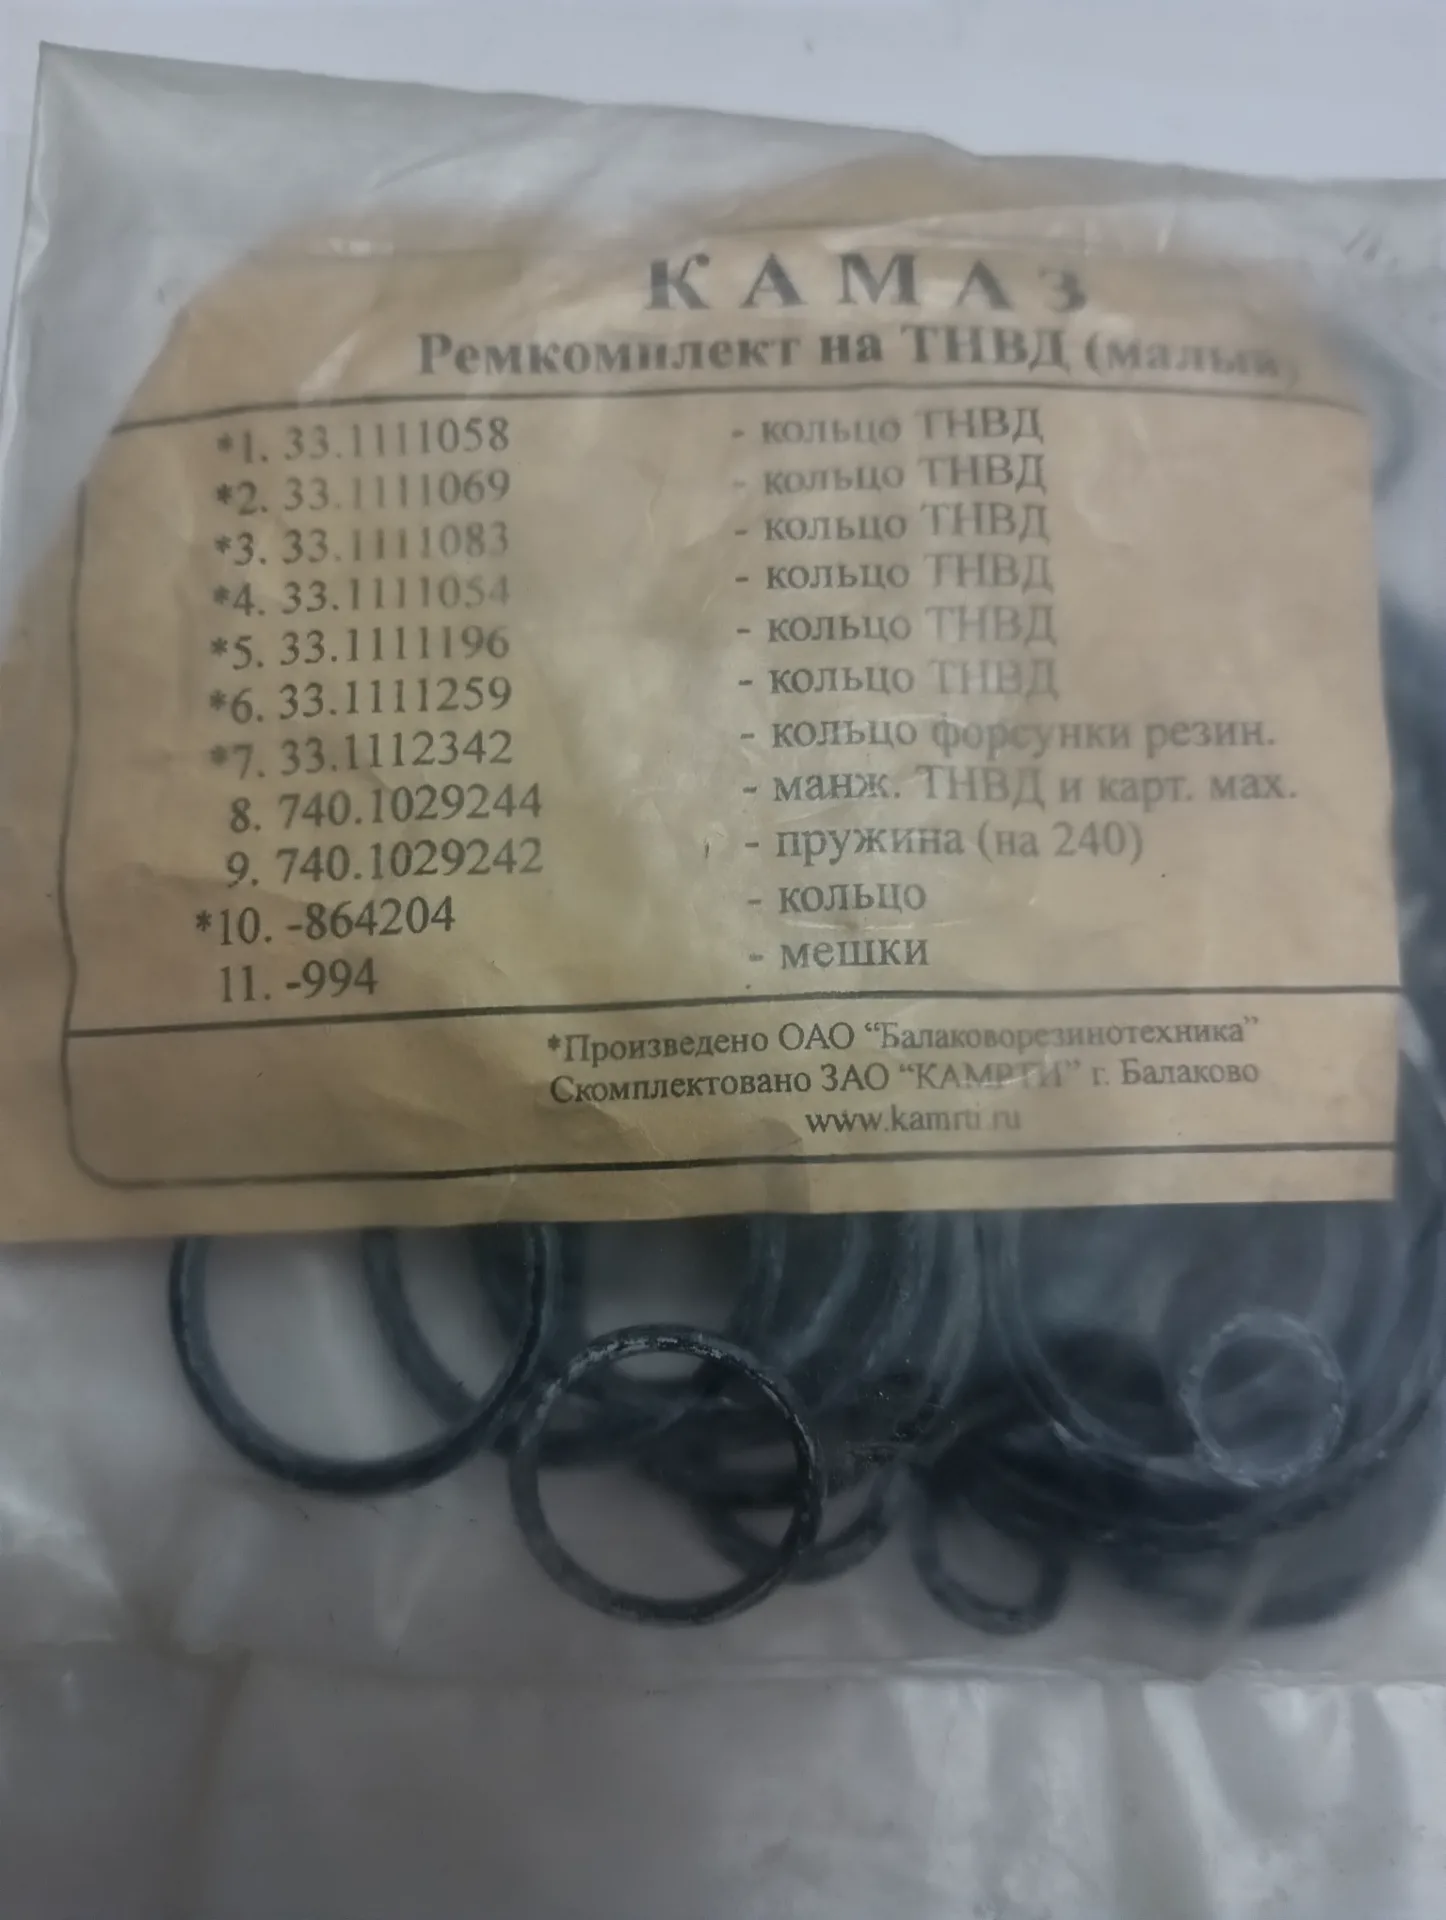 КАМАЗ
Ремкомплект на ТНВД (малый)
*1. 33.1111058 - кольцо ТНВД
*2. 33.1111069 - кольцо ТНВД
*3. 33.1111083 - кольцо ТНВД
*4. 33.1111054 - кольцо ТНВД
*5. 33.1111196 - кольцо ТНВД
*6. 33.1111259 - кольцо ТНВД
*7. 33.1112342 - кольцо форсунки резин.
8. 740.1029244 - манж. ТНВД и карт. мах.
9. 740.1029242 - пружина (на 240)
*10. -864204 - кольцо
11. -994 - мешки
*Произведено ОАО “Балаковорезинотехника”
Скомплектовано ЗАО “КАМРТИ” г. Балаково
www.kamrti.ru